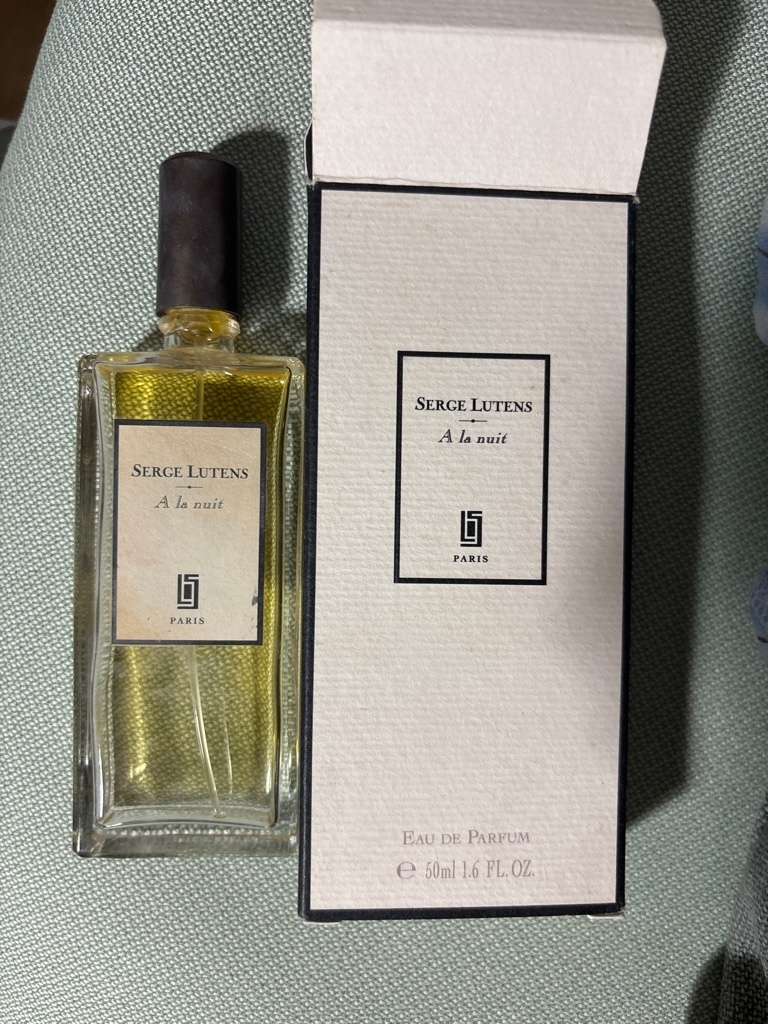 SERGE LUTENS
A la nuit
PARIS
SERGE LUTENS
A la nuit
PARIS
EAU DE PARFUM
℮ 50ml 1.6 FL. OZ.